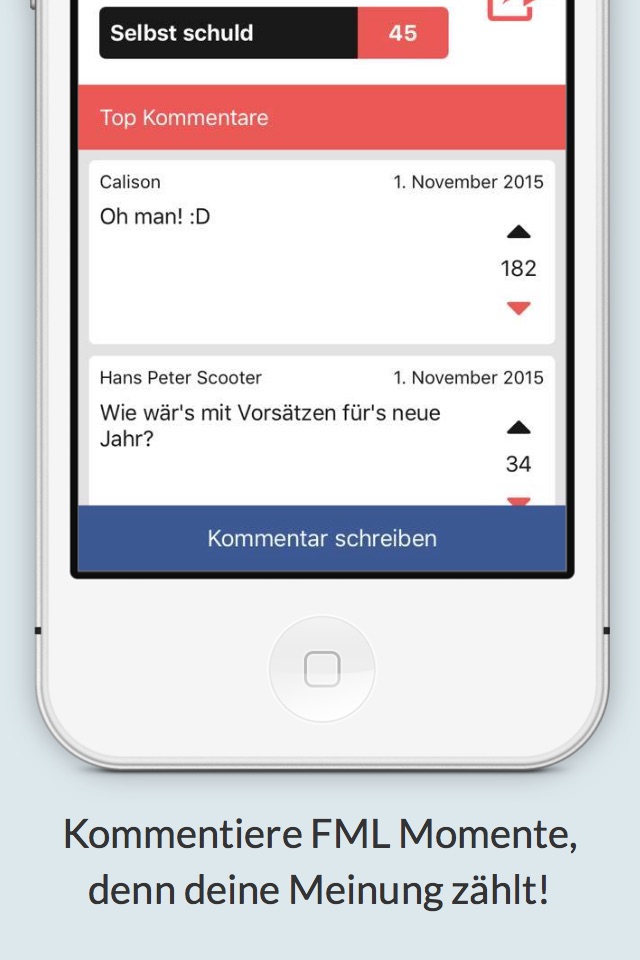 Selbst schuld 45
Top Kommentare
Calison 1. November 2015
Oh man! :D
182
Hans Peter Scooter 1. November 2015
Wie wär's mit Vorsätzen für's neue
Jahr?
34
Kommentar schreiben
Kommentiere FML Momente,
denn deine Meinung zählt!